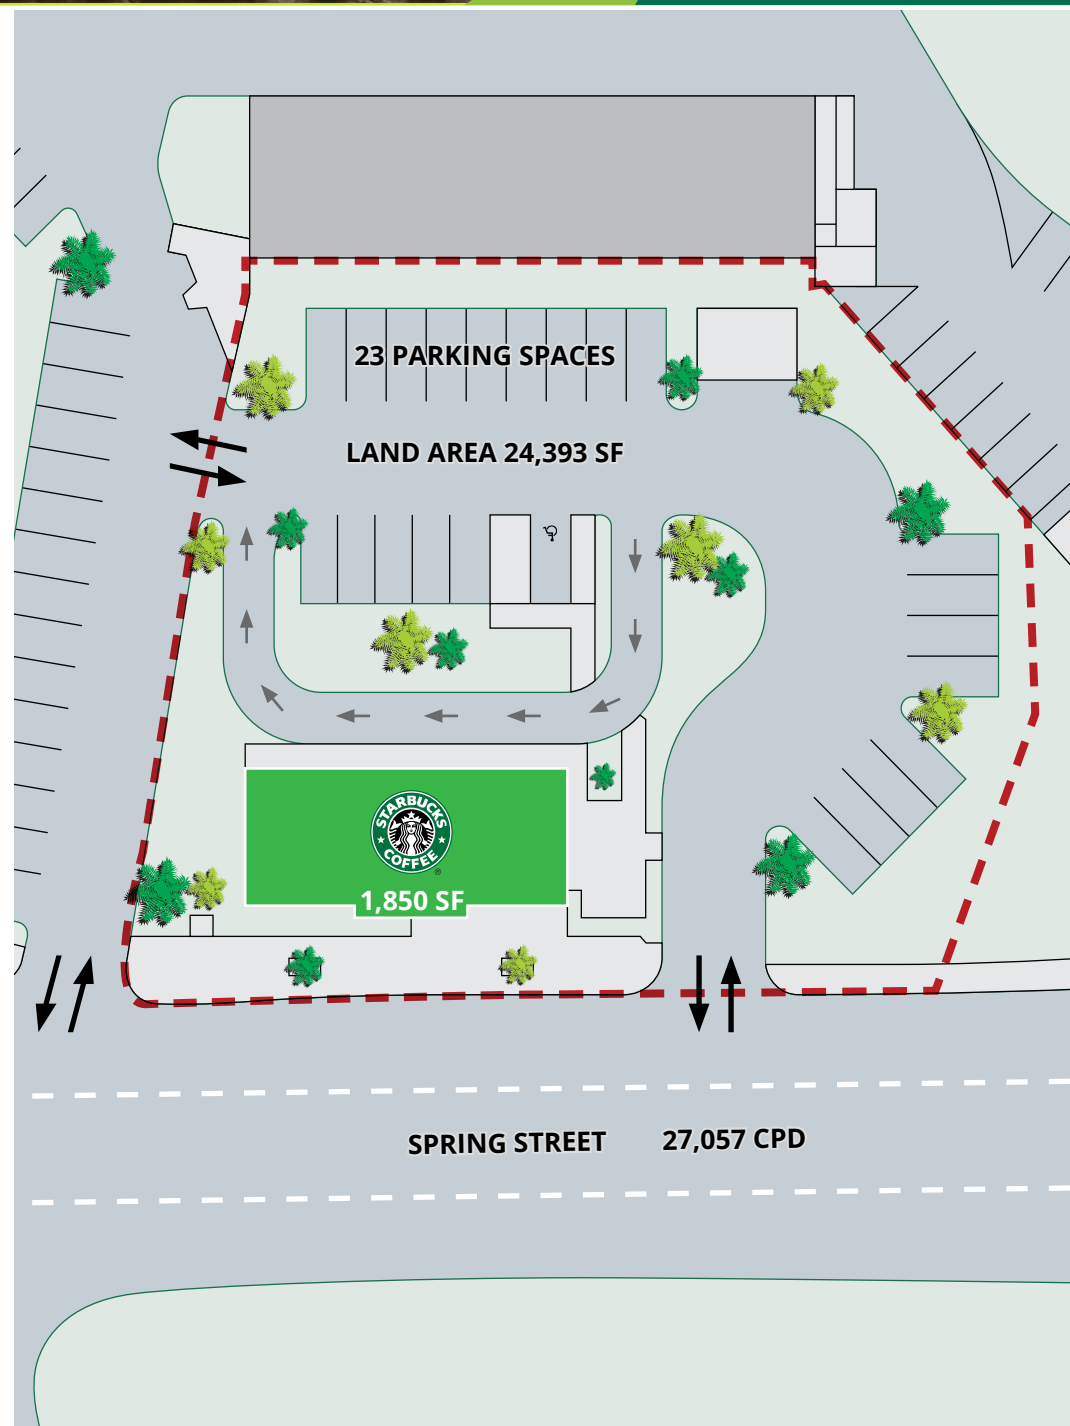 23 PARKING SPACES
LAND AREA 24,393 SF
STARBUCKS
COFFEE
®
1,850 SF
SPRING STREET 27,057 CPD